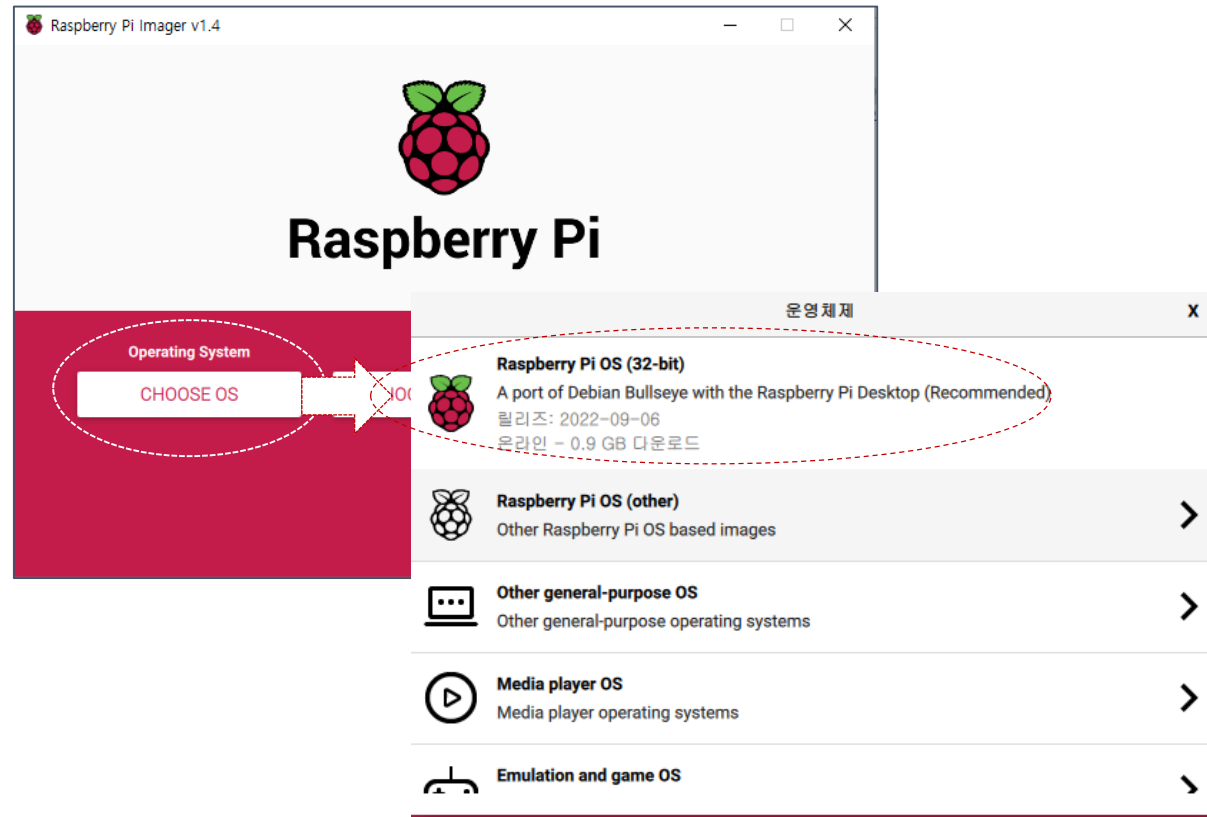 Raspberry Pi Imager v1.4
Raspberry Pi
Operating System
CHOOSE OS
운영체제
X
Raspberry Pi OS (32-bit)
A port of Debian Bullseye with the Raspberry Pi Desktop (Recommended)
릴리즈: 2022-09-06
온라인 - 0.9 GB 다운로드
Raspberry Pi OS (other)
Other Raspberry Pi OS based images
Other general-purpose OS
Other general-purpose operating systems
Media player OS
Media player operating systems
Emulation and game OS